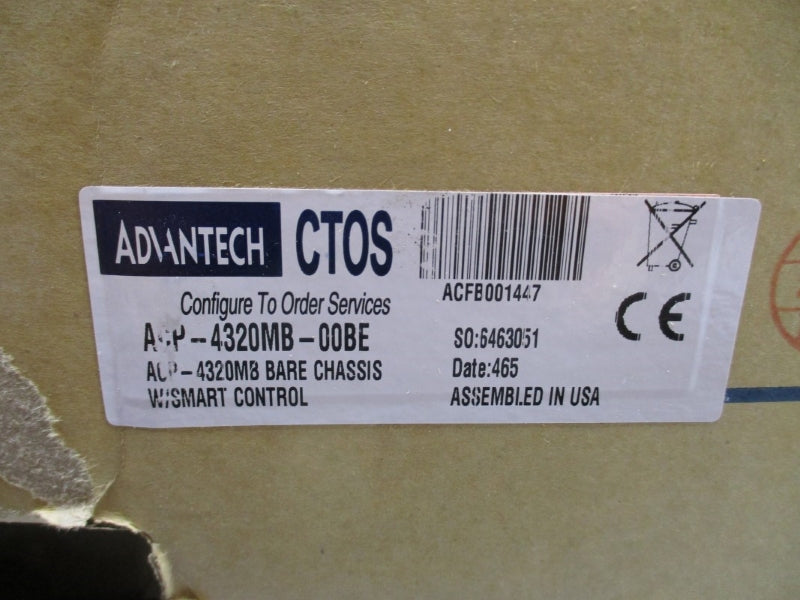 ADVANTECH CTOS
Configure To Order Services
ACFB001447
ACP-4320MB-00BE
SO:6463051
ACP-4320MB BARE CHASSIS
Date:465
W/SMART CONTROL
ASSEMBLED IN USA
CE